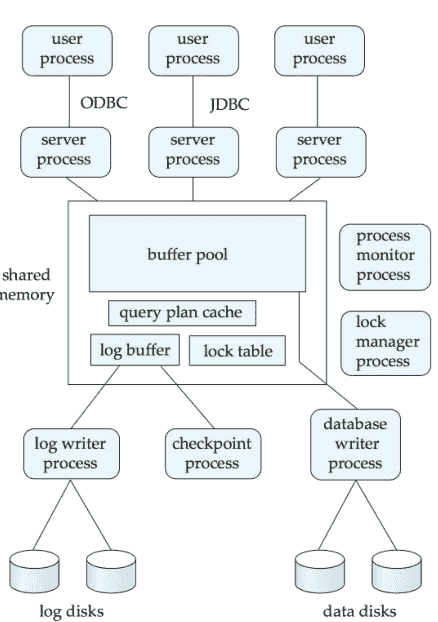 user
process
user
process
user
process
ODBC
JDBC
server
process
server
process
server
process
buffer pool
shared
memory
query plan cache
log buffer
lock table
process
monitor
process
lock
manager
process
log writer
process
checkpoint
process
database
writer
process
log disks
data disks